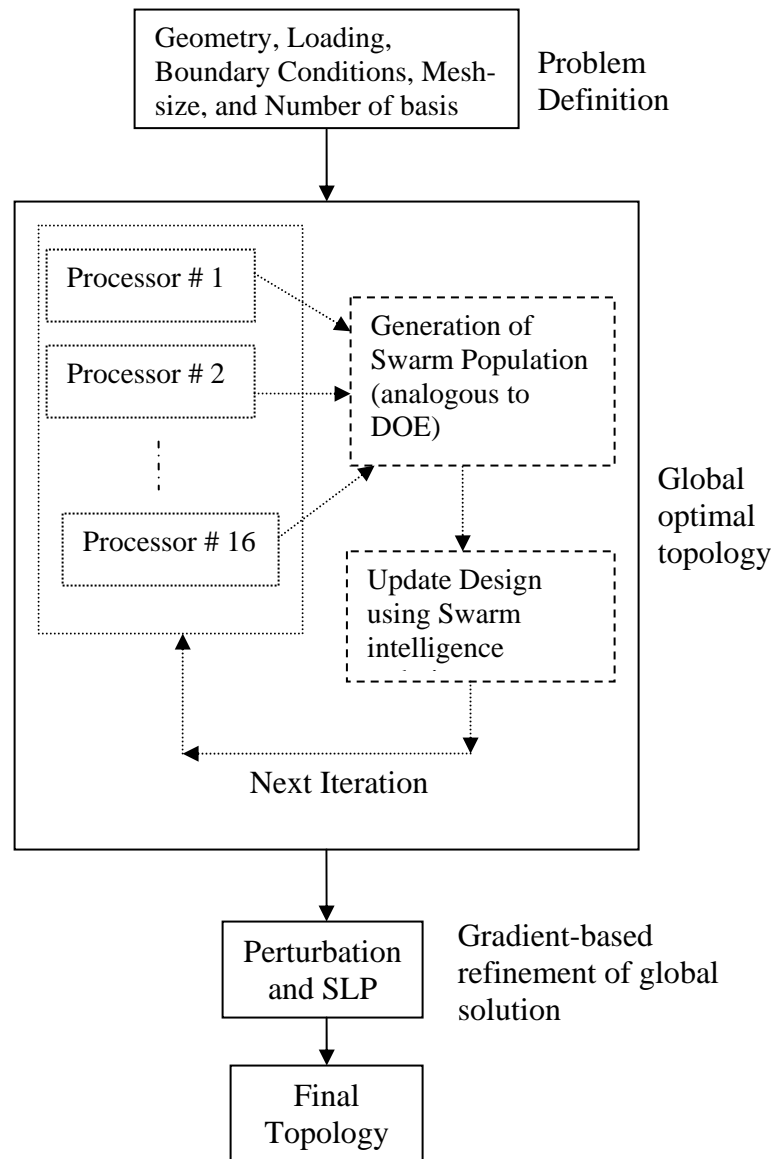 Geometry, Loading,
Boundary Conditions, Mesh-
size, and Number of basis
Problem
Definition
Processor # 1
Processor # 2
Processor # 16
Generation of
Swarm Population
(analogous to
DOE)
Update Design
using Swarm
intelligence
Next Iteration
Global
optimal
topology
Perturbation
and SLP
Gradient-based
refinement of global
solution
Final
Topology